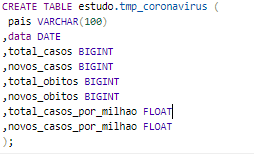 CREATE TABLE estudo.tmp_coronavirus (
pais VARCHAR(100)
,data DATE
,total_casos BIGINT
,novos_casos BIGINT
,total_obitos BIGINT
,novos_obitos BIGINT
,total_casos_por_milhao FLOAT
,novos_casos_por_milhao FLOAT
);